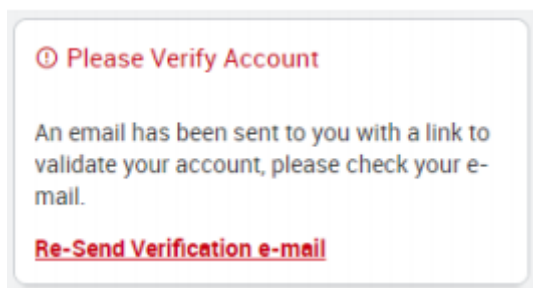 Please Verify Account
An email has been sent to you with a link to
validate your account, please check your e-
mail.
Re-Send Verification e-mail